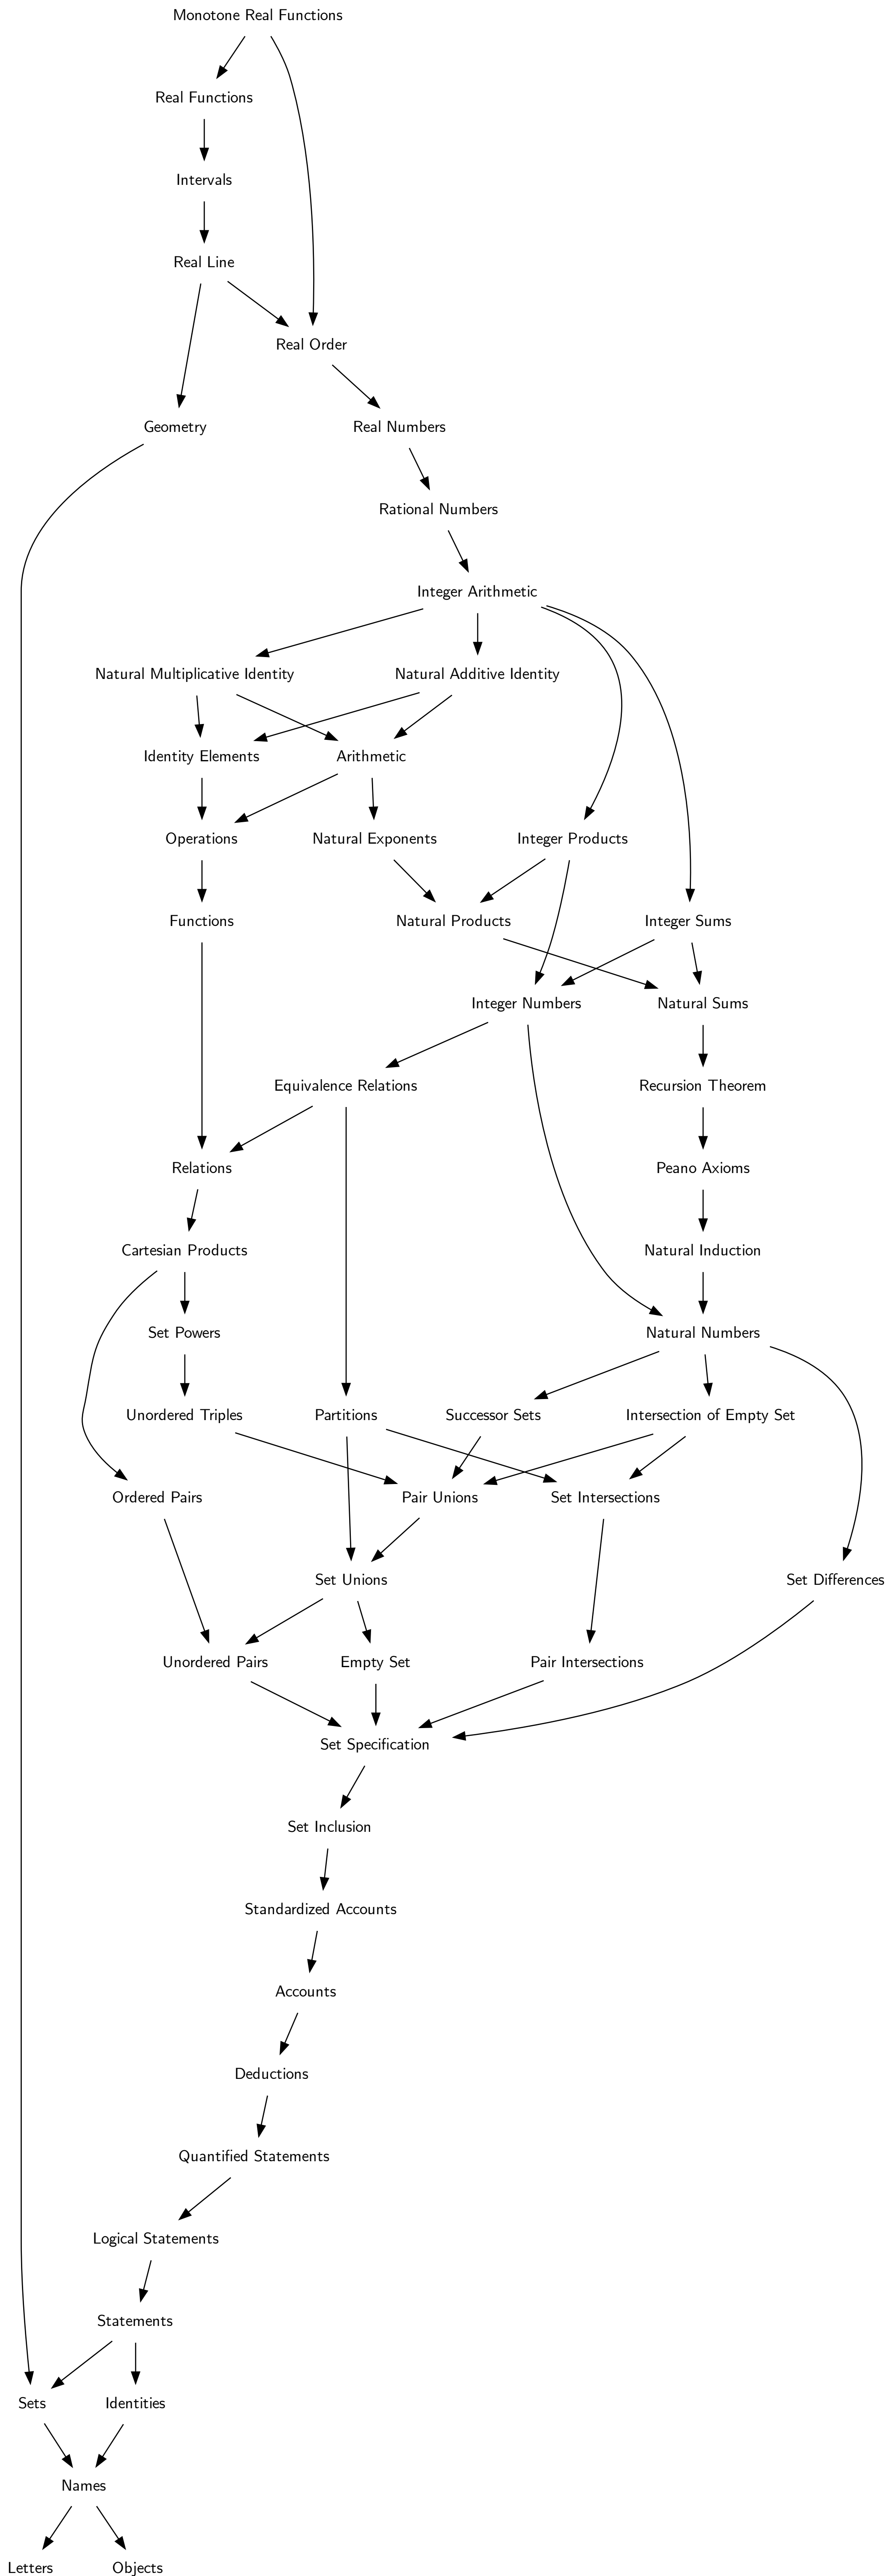 Monotone Real Functions
Real Functions
Intervals
Real Line
Real Order
Geometry
Real Numbers
Rational Numbers
Integer Arithmetic
Natural Multiplicative Identity
Natural Additive Identity
Identity Elements
Arithmetic
Operations
Natural Exponents
Integer Products
Functions
Natural Products
Integer Sums
Integer Numbers
Natural Sums
Equivalence Relations
Recursion Theorem
Relations
Peano Axioms
Cartesian Products
Natural Induction
Set Powers
Natural Numbers
Unordered Triples
Partitions
Successor Sets
Intersection of Empty Set
Ordered Pairs
Pair Unions
Set Intersections
Set Unions
Set Differences
Unordered Pairs
Empty Set
Pair Intersections
Set Specification
Set Inclusion
Standardized Accounts
Accounts
Deductions
Quantified Statements
Logical Statements
Statements
Sets
Identities
Names
Letters
Objects